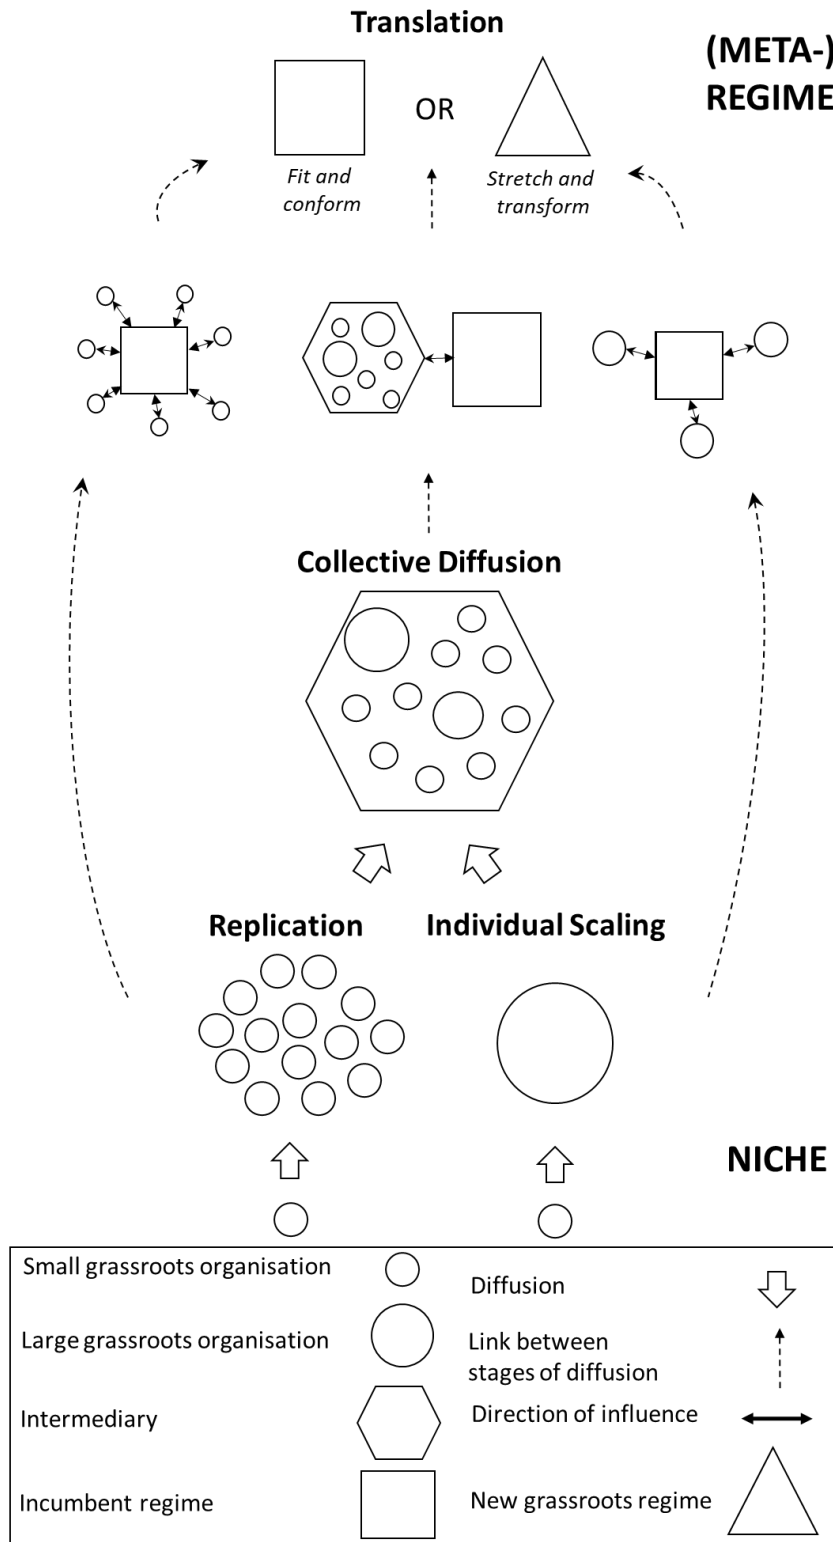 Translation
(META-)
REGIME
OR
Fit and
conform
Stretch and
transform
Collective Diffusion
Replication
Individual Scaling
NICHE
Small grassroots organisation
Large grassroots organisation
Intermediary
Incumbent regime
Diffusion
Link between
stages of diffusion
Direction of influence
New grassroots regime